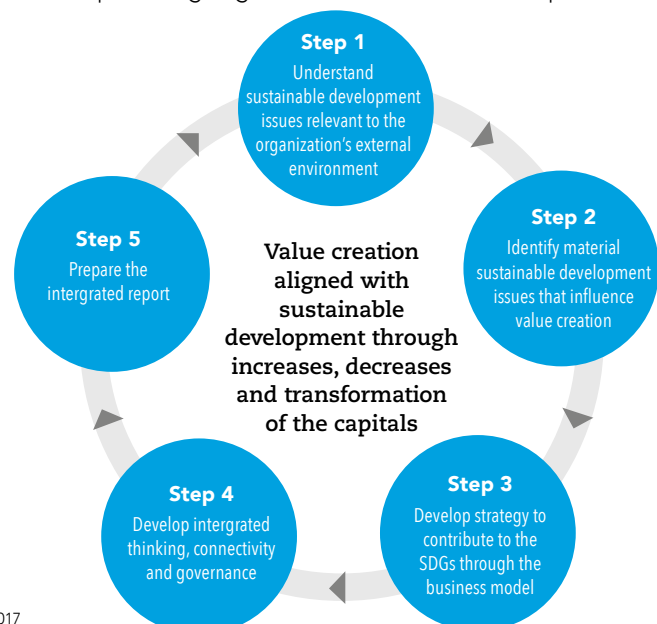 Step 1
Understand
sustainable development
issues relevant to the
organization's external
environment
Step 2
Identify material
sustainable development
issues that influence
value creation
Step 5
Prepare the
intergrated report
Value creation
aligned with
sustainable
development through
increases, decreases
and transformation
of the capitals
Step 4
Develop intergrated
thinking, connectivity
and governance
Step 3
Develop strategy to
contribute to the
SDGs through the
business model
017